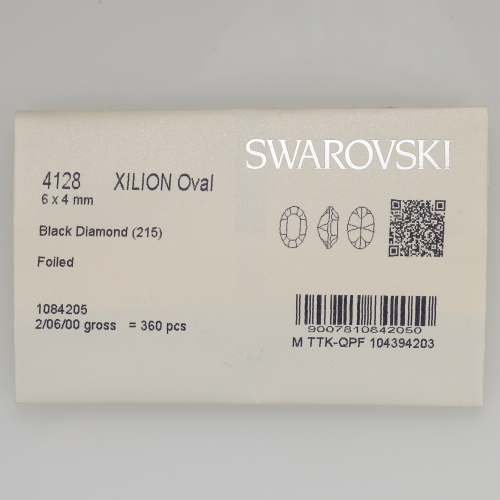 SWAROVSKI
4128 XILION Oval
6 x 4 mm
Black Diamond (215)
Foiled
1084205
2/06/00 gross = 360 pcs
9007810842050
M TTK-QPF 104394203